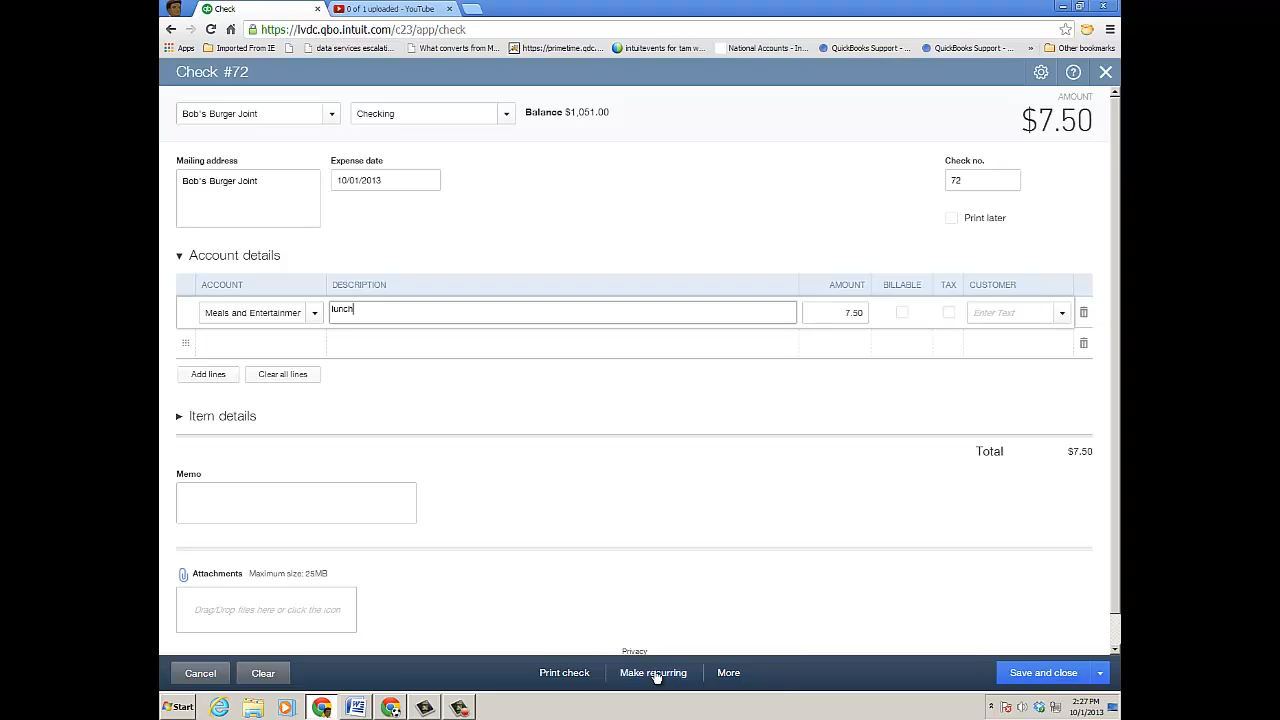 Check
0 of 1 uploaded - YouTube
https://lvdc.qbo.intuit.com/c23/app/check
Apps
Imported From IE
data services escalati...
What converts from M...
https://primetime.qdc....
intuitevents for tam w...
National Accounts - In...
QuickBooks Support - ...
QuickBooks Support - ...
»
Other bookmarks
Check #72
Bob's Burger Joint
Checking
Balance $1,051.00
AMOUNT
$7.50
Mailing address
Expense date
Check no.
Bob's Burger Joint
10/01/2013
72
Print later
Account details
ACCOUNT DESCRIPTION AMOUNT BILLABLE TAX CUSTOMER
Meals and Entertainmer lunch 7.50 Enter Text
Add lines
Clear all lines
Item details
Total $7.50
Memo
Attachments Maximum size: 25MB
Drag/Drop files here or click the icon
Privacy
Cancel
Clear
Print check
Make recurring
More
Save and close
Start
2:27 PM
10/1/2013